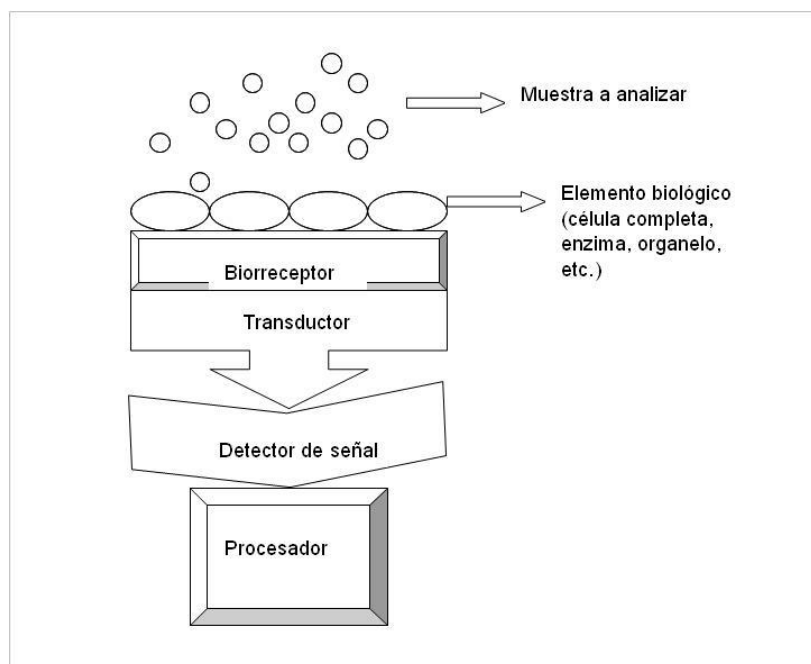 Muestra a analizar
Elemento biológico
(célula completa,
enzima, organelo,
etc.)
Biorreceptor
Transductor
Detector de señal
Procesador